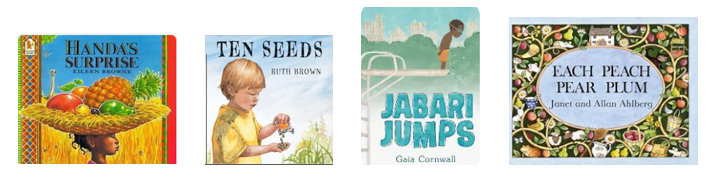 HANDA'S
SURPRISE
EILEEN BROWNE
TEN SEEDS
RUTH BROWN
JABARI
JUMPS
Gaia Cornwall
EACH PEACH
PEAR PLUM
Janet and Allan Ahlberg